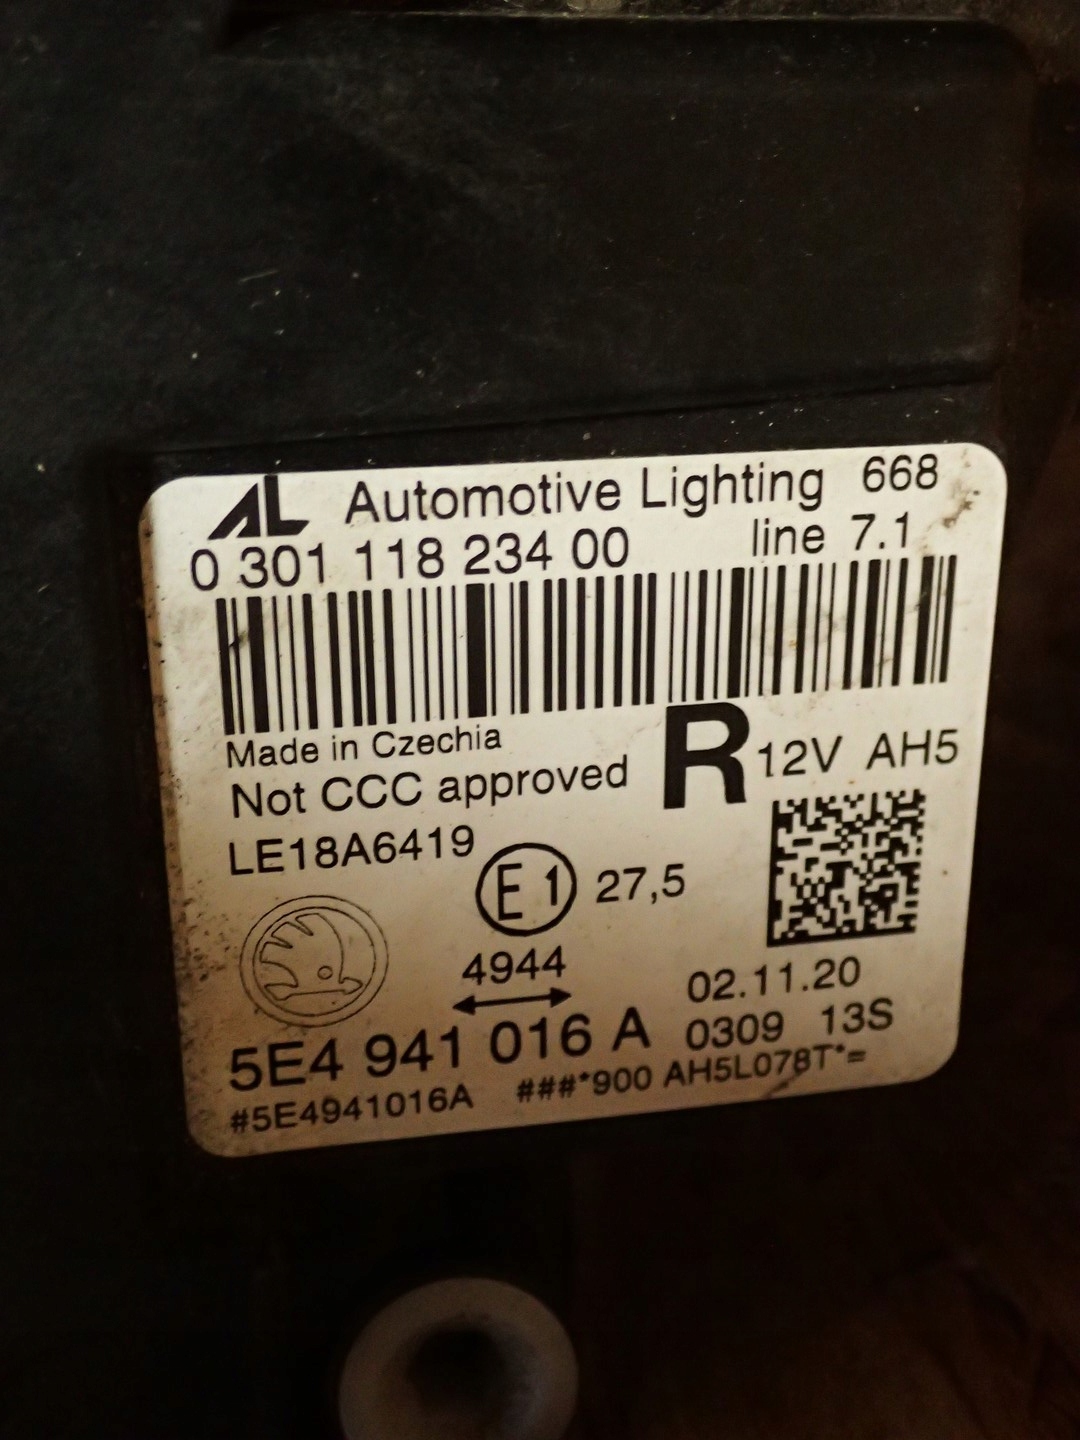 AL Automotive Lighting 668
0 301 118 234 00 line 7.1
Made in Czechia
Not CCC approved R 12V AH5
LE18A6419
E1 27,5
4944
02.11.20
5E4 941 016 A 0309 13S
#5E4941016A ###*900 AH5L078T*=